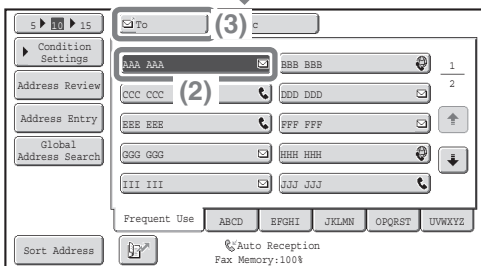 5 10 15
To (3) c
Condition Settings
AAA AAA
BBB BBB
1
2
Address Review
CCC CCC (2)
DDD DDD
Address Entry
EEE EEE
FFF FFF
Global Address Search
GGG GGG
HHH HHH
III III
JJJ JJJ
Frequent Use ABCD EFGHI JKLMN OPQRST UVWXYZ
Sort Address
Auto Reception
Fax Memory:100%